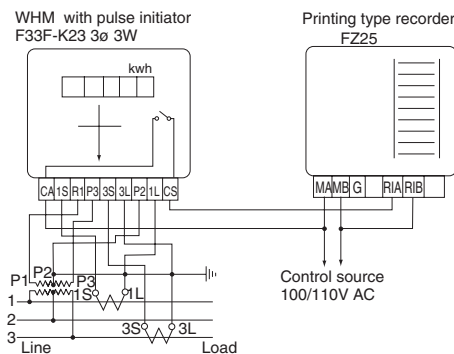 WHM with pulse initiator
F33F-K23 3ø 3W
kwh
CA 1S R1 P3 3S 3L P2 1L CS
Printing type recorder
FZ25
MA MB G RIA RIB
P1 P2 P3
1S 1L
1
2
3S 3L
3
Line Load
Control source
100/110V AC